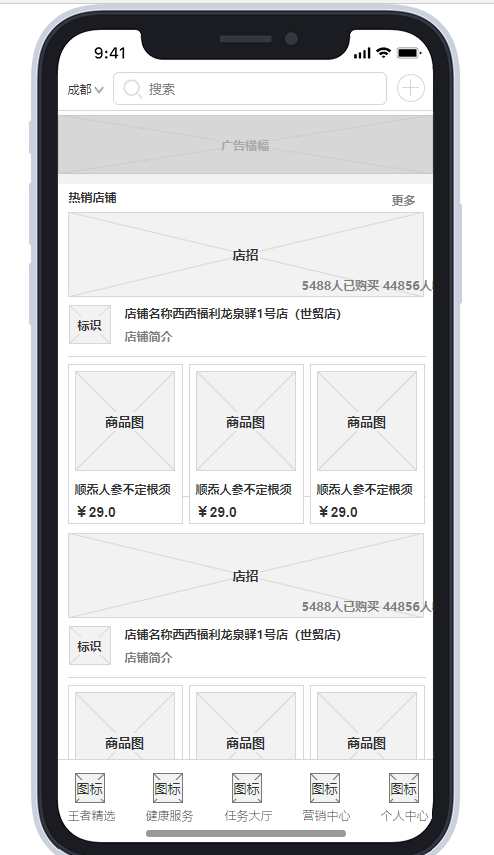 9:41
成都
搜索
广告横幅
热销店铺
更多
店招
5488人已购买 44856人
标识
店铺名称西西福利龙泉驿1号店（世贸店)
店铺简介
商品图 商品图 商品图
顺炁人参不定根须 顺炁人参不定根须 顺炁人参不定根须
￥29.0 ￥29.0 ￥29.0
店招
5488人已购买 44856人
标识
店铺名称西西福利龙泉驿1号店（世贸店)
店铺简介
商品图 商品图 商品图
图标 图标 图标 图标 图标
王者精选 健康服务 任务大厅 营销中心 个人中心